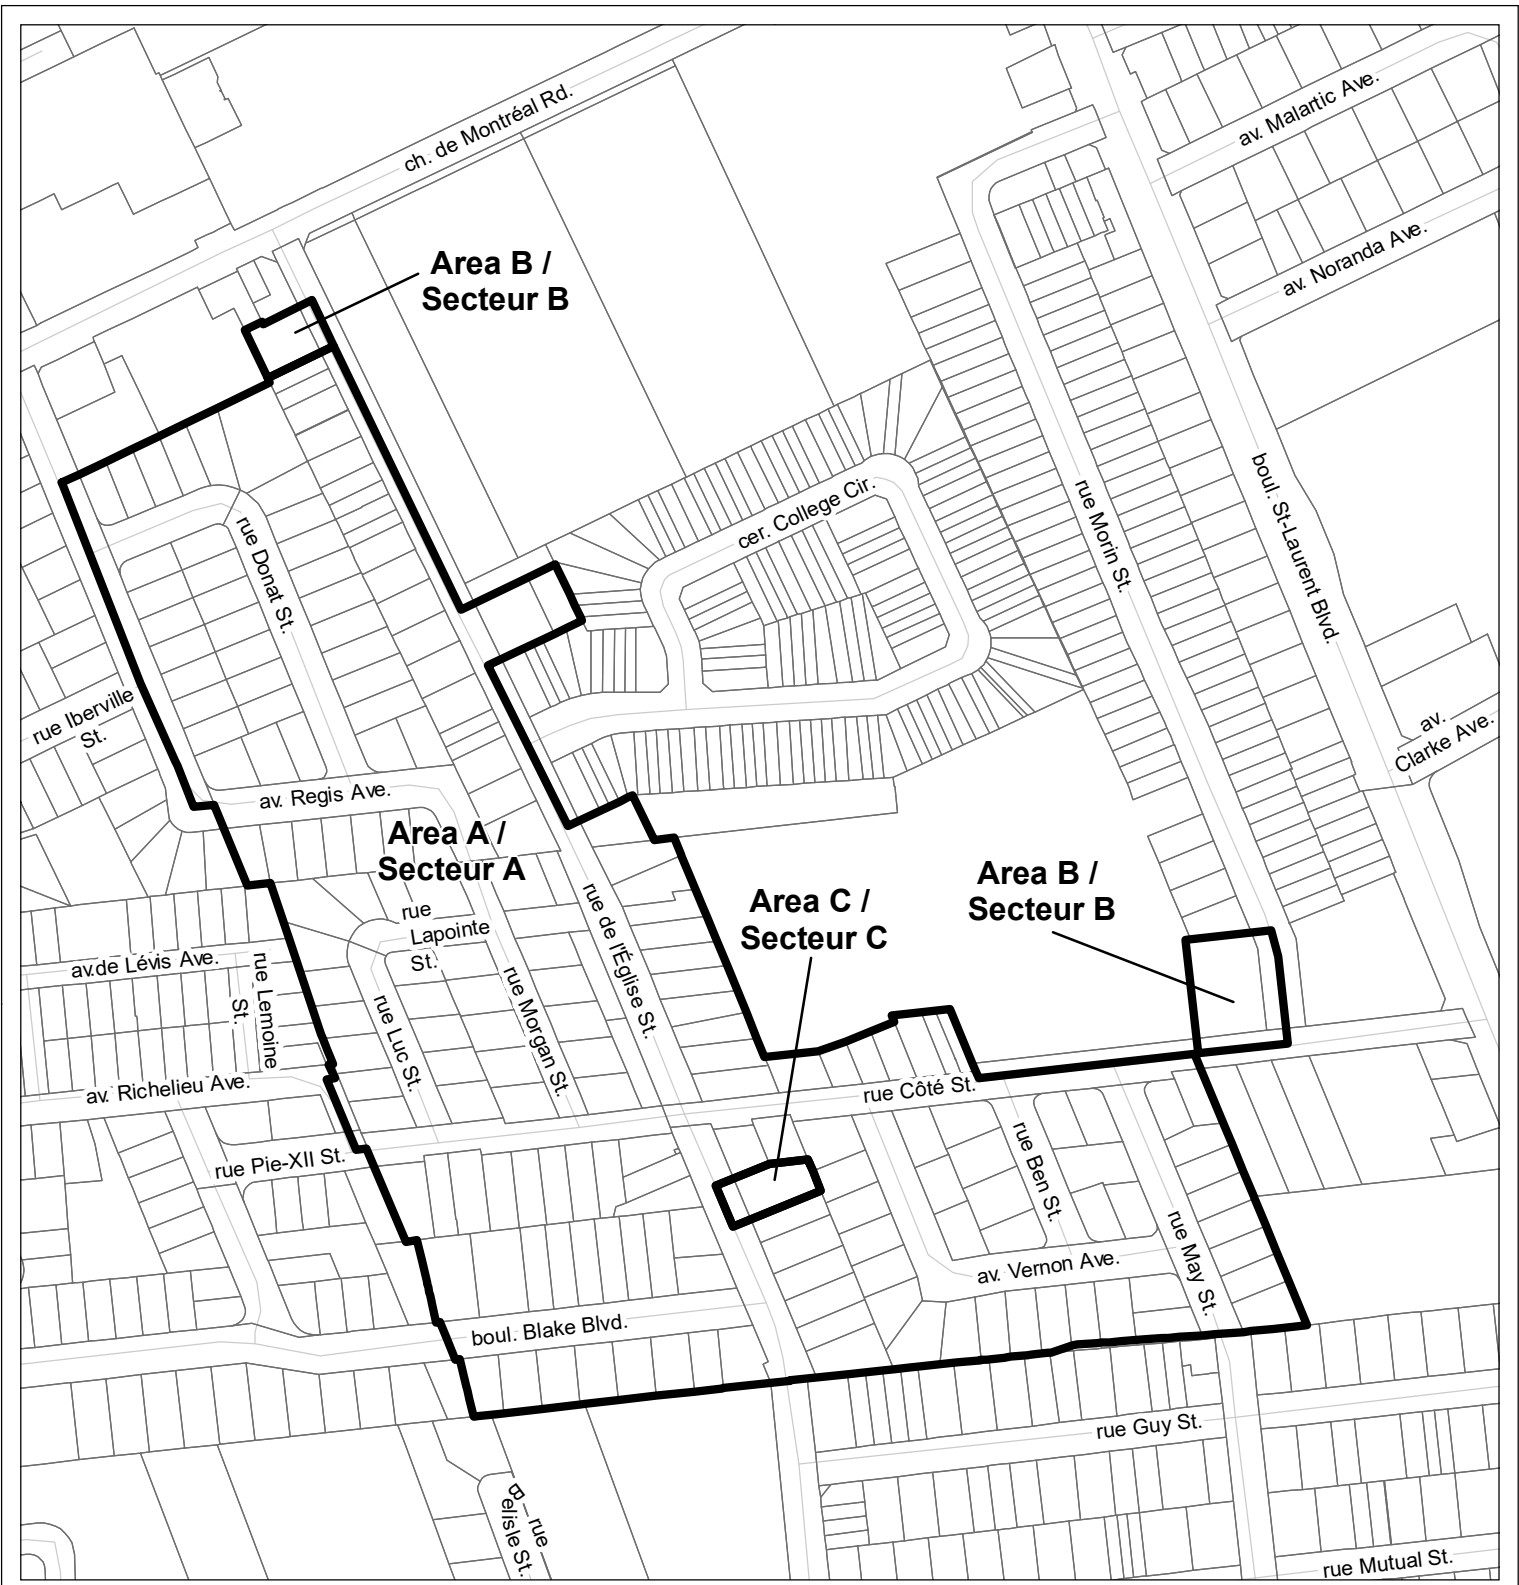 ch. de Montréal Rd.
av. Malartic Ave.
av. Noranda Ave.
Area B /
Secteur B
cer. College Cir.
rue Morin St.
boul. St-Laurent Blvd.
rue Donat St.
rue Iberville
St.
av.
Clarke Ave.
av. Regis Ave.
Area A /
Secteur A
Area C /
Secteur C
Area B /
Secteur B
rue
Lapointe
St.
rue de l'Église St.
av.de Lévis Ave.
rue Lemoine
St.
rue Luc St.
rue Morgan St.
av. Richelieu Ave.
rue Côté St.
rue Pie-XII St.
rue Ben St.
rue May St.
av. Vernon Ave.
boul. Blake Blvd.
rue Guy St.
rue
Belisle St.
rue Mutual St.